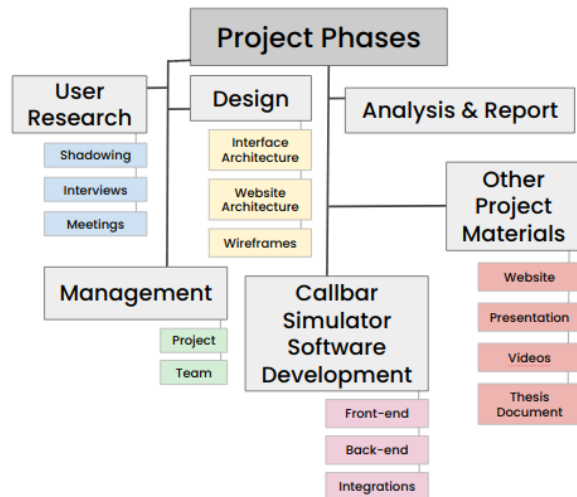 Project Phases
User
Research
Shadowing
Interviews
Meetings
Design
Interface
Architecture
Website
Architecture
Wireframes
Analysis & Report
Other
Project
Materials
Website
Presentation
Videos
Thesis
Document
Management
Project
Team
Callbar
Simulator
Software
Development
Front-end
Back-end
Integrations